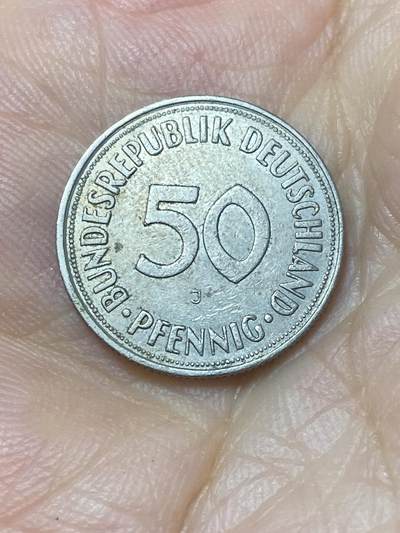 BUNDESREPUBLIK DEUTSCHLAND
50
J
· PFENNIG ·